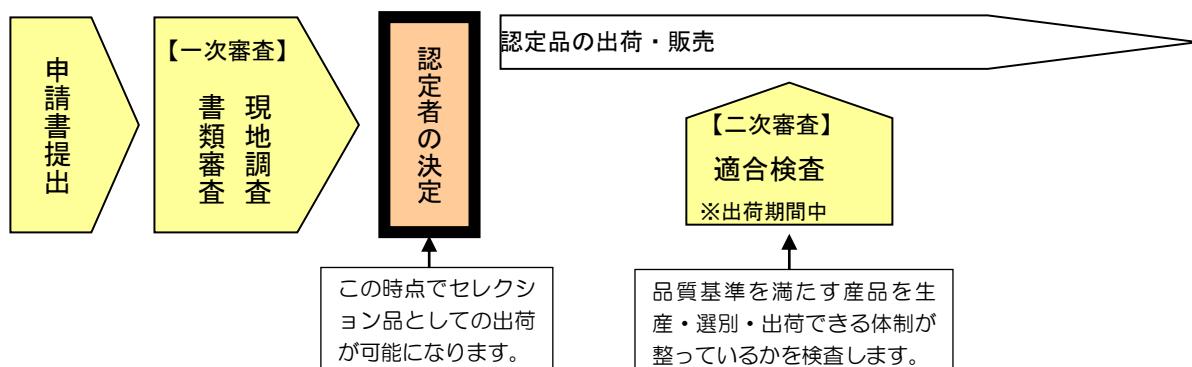 申請書提出
【一次審査】
現地調査
書類審査
認定者の決定
認定品の出荷・販売
【二次審査】
適合検査
※出荷期間中
この時点でセレクシ
ョン品としての出荷
が可能になります。
品質基準を満たす産品を生
産・選別・出荷できる体制が
整っているかを検査します。